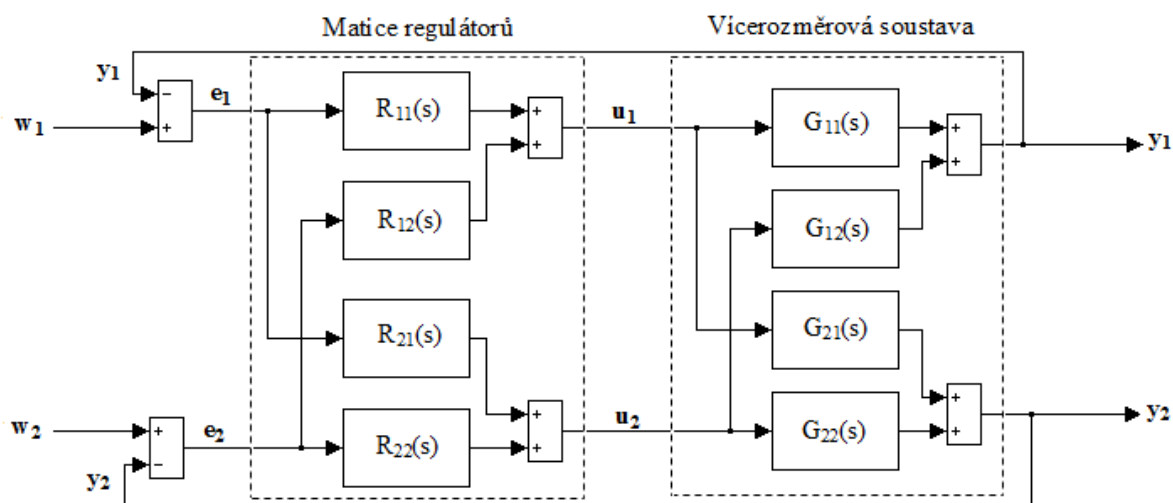 Matice regulátorů
Vícerozměrová soustava
y1
e1
w1
R11(s)
u1
G11(s)
y1
R12(s)
G12(s)
R21(s)
G21(s)
w2
e2
R22(s)
u2
G22(s)
y2
y2
− + + + + +
+ − + + + +